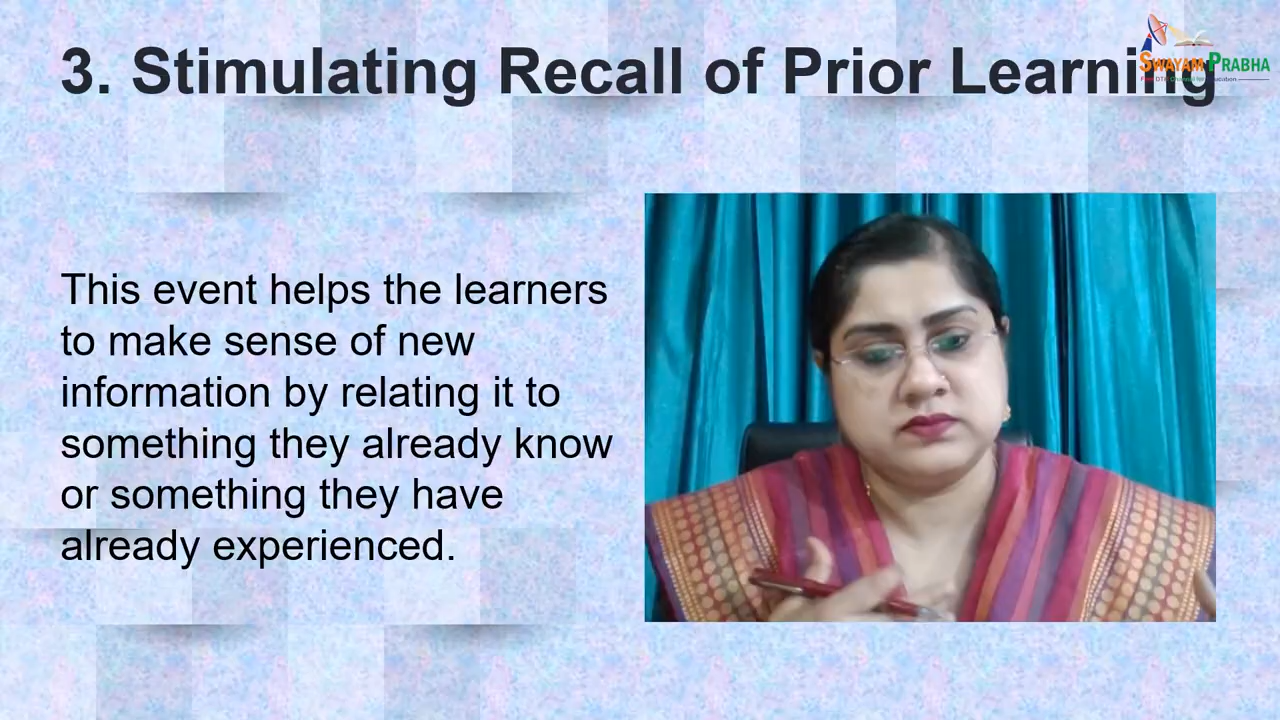 3. Stimulating Recall of Prior Learning
SWAYAM PRABHA
This event helps the learners
to make sense of new
information by relating it to
something they already know
or something they have
already experienced.